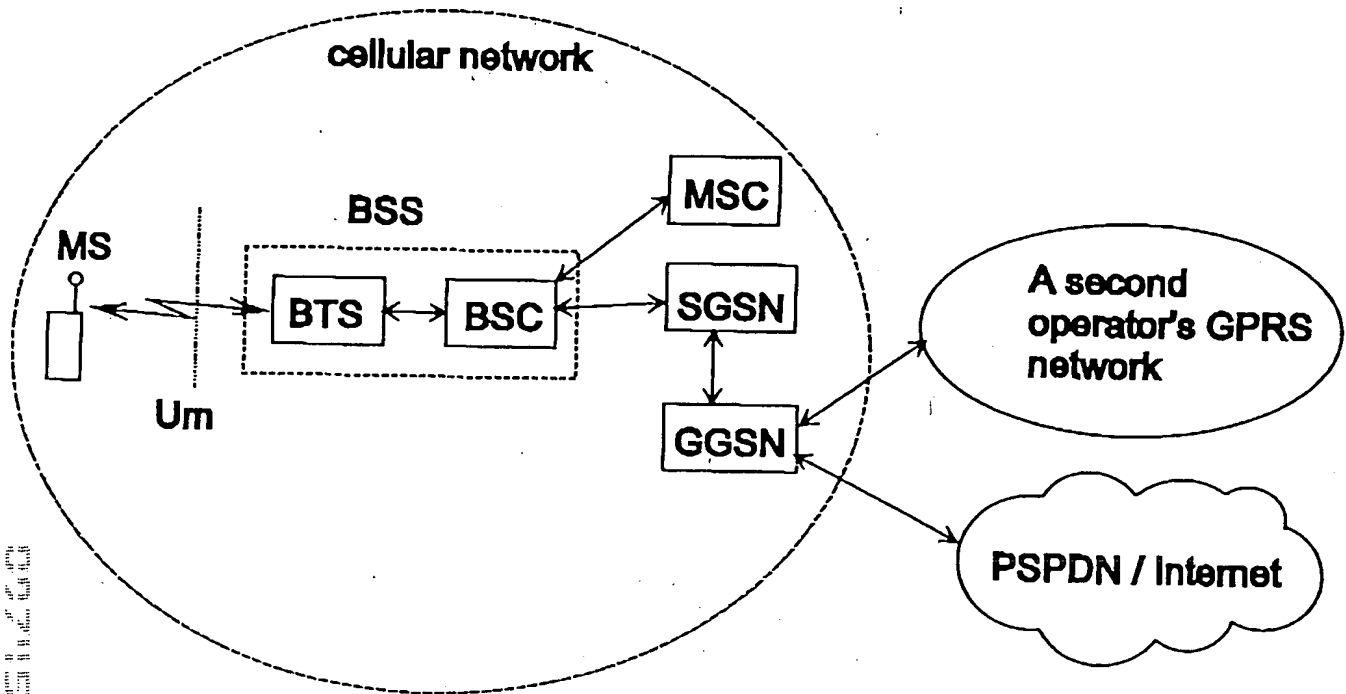 cellular network
MSC
BSS
MS
BTS
BSC
SGSN
Um
GGSN
A second
operator's GPRS
network
PSPDN / Internet